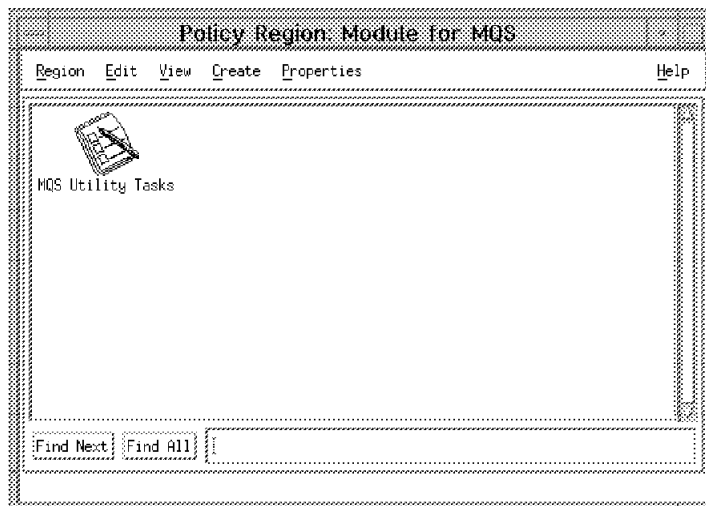 Policy Region: Module for MQS
Region Edit View Create Properties Help
MQS Utility Tasks
Find Next Find All